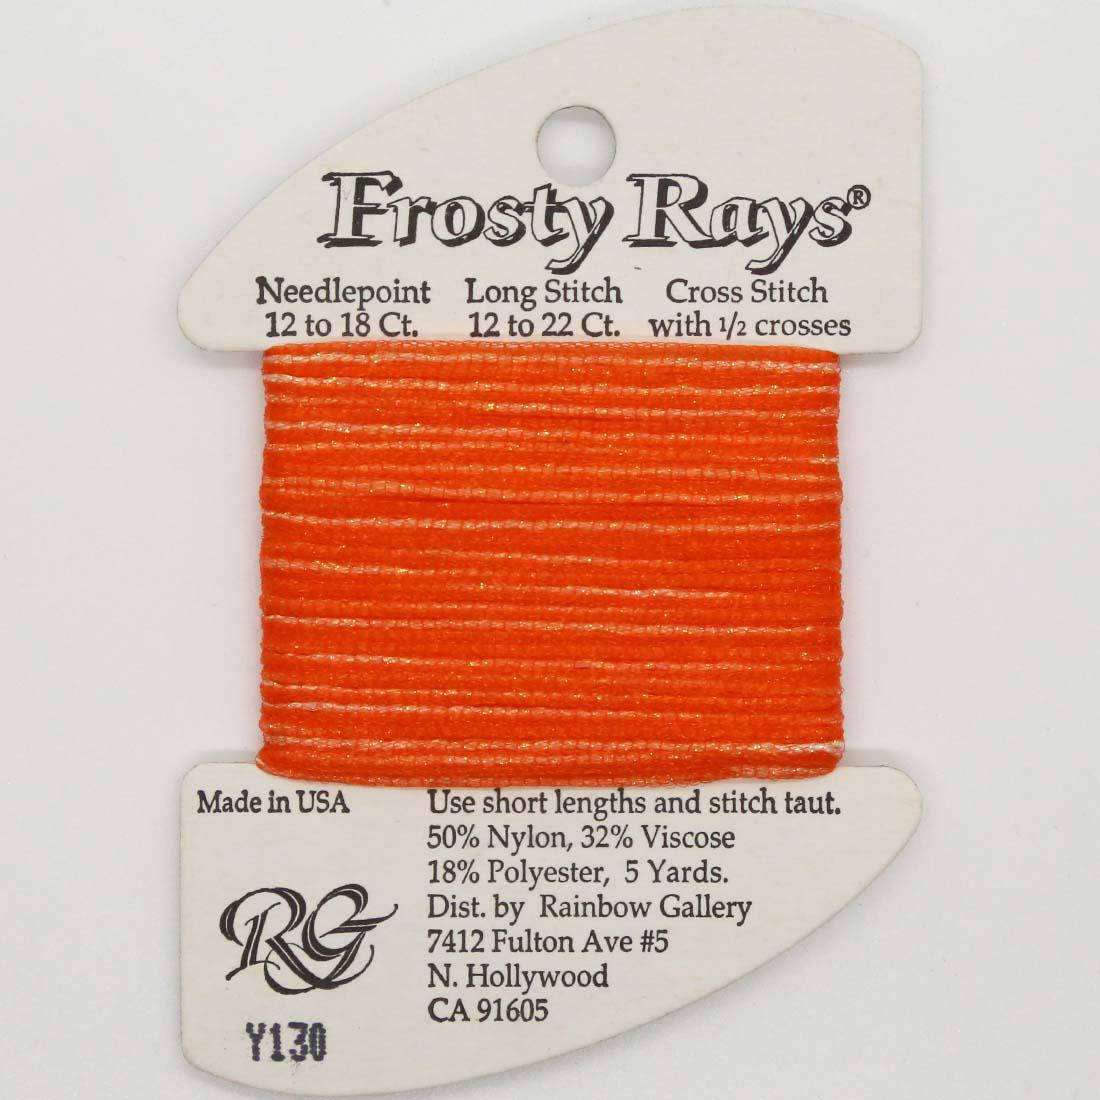 Frosty Rays®
Needlepoint Long Stitch Cross Stitch
12 to 18 Ct. 12 to 22 Ct. with 1/2 crosses
Made in USA
Use short lengths and stitch taut.
50% Nylon, 32% Viscose
18% Polyester, 5 Yards.
Dist. by Rainbow Gallery
7412 Fulton Ave #5
N. Hollywood
CA 91605
RG
Y130